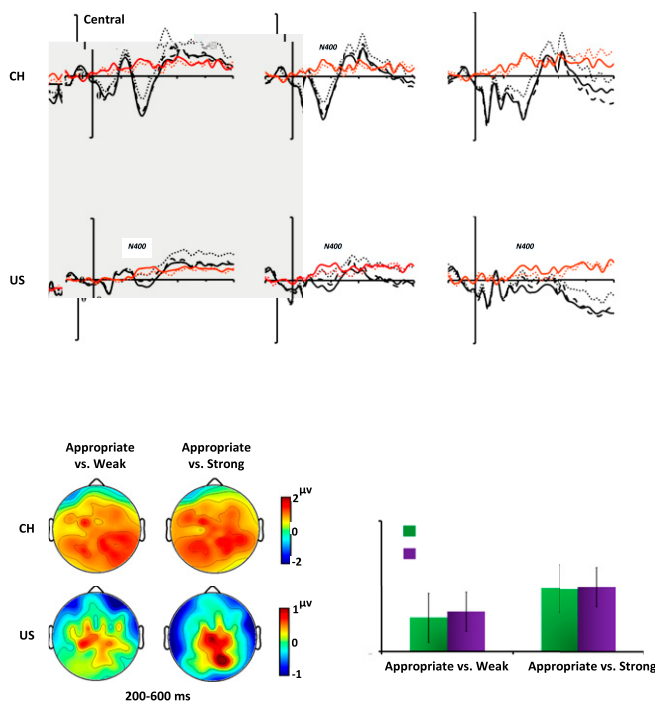 Central
N400
CH
N400
N400
N400
US
Appropriate
vs. Weak
Appropriate
vs. Strong
CH
μv
2
0
-2
US
μv
1
0
-1
200-600 ms
Appropriate vs. Weak
Appropriate vs. Strong